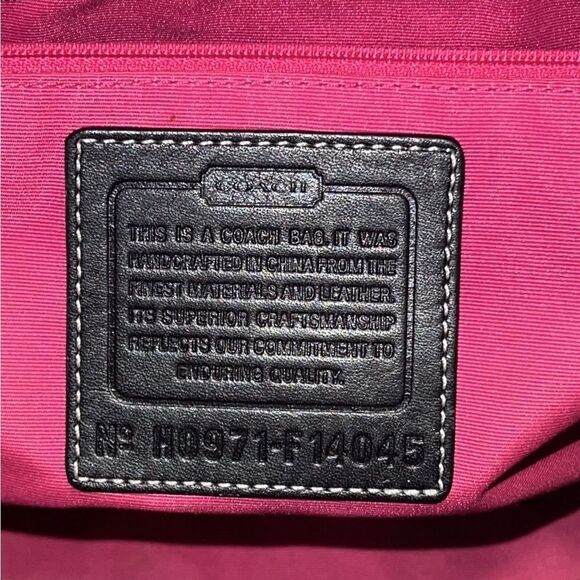 COACH
THIS IS A COACH BAG. IT WAS
HANDCRAFTED IN CHINA FROM THE
FINEST MATERIALS AND LEATHER.
ITS SUPERIOR CRAFTSMANSHIP
REFLECTS OUR COMMITMENT TO
ENDURING QUALITY.
Nº H0971-F14045